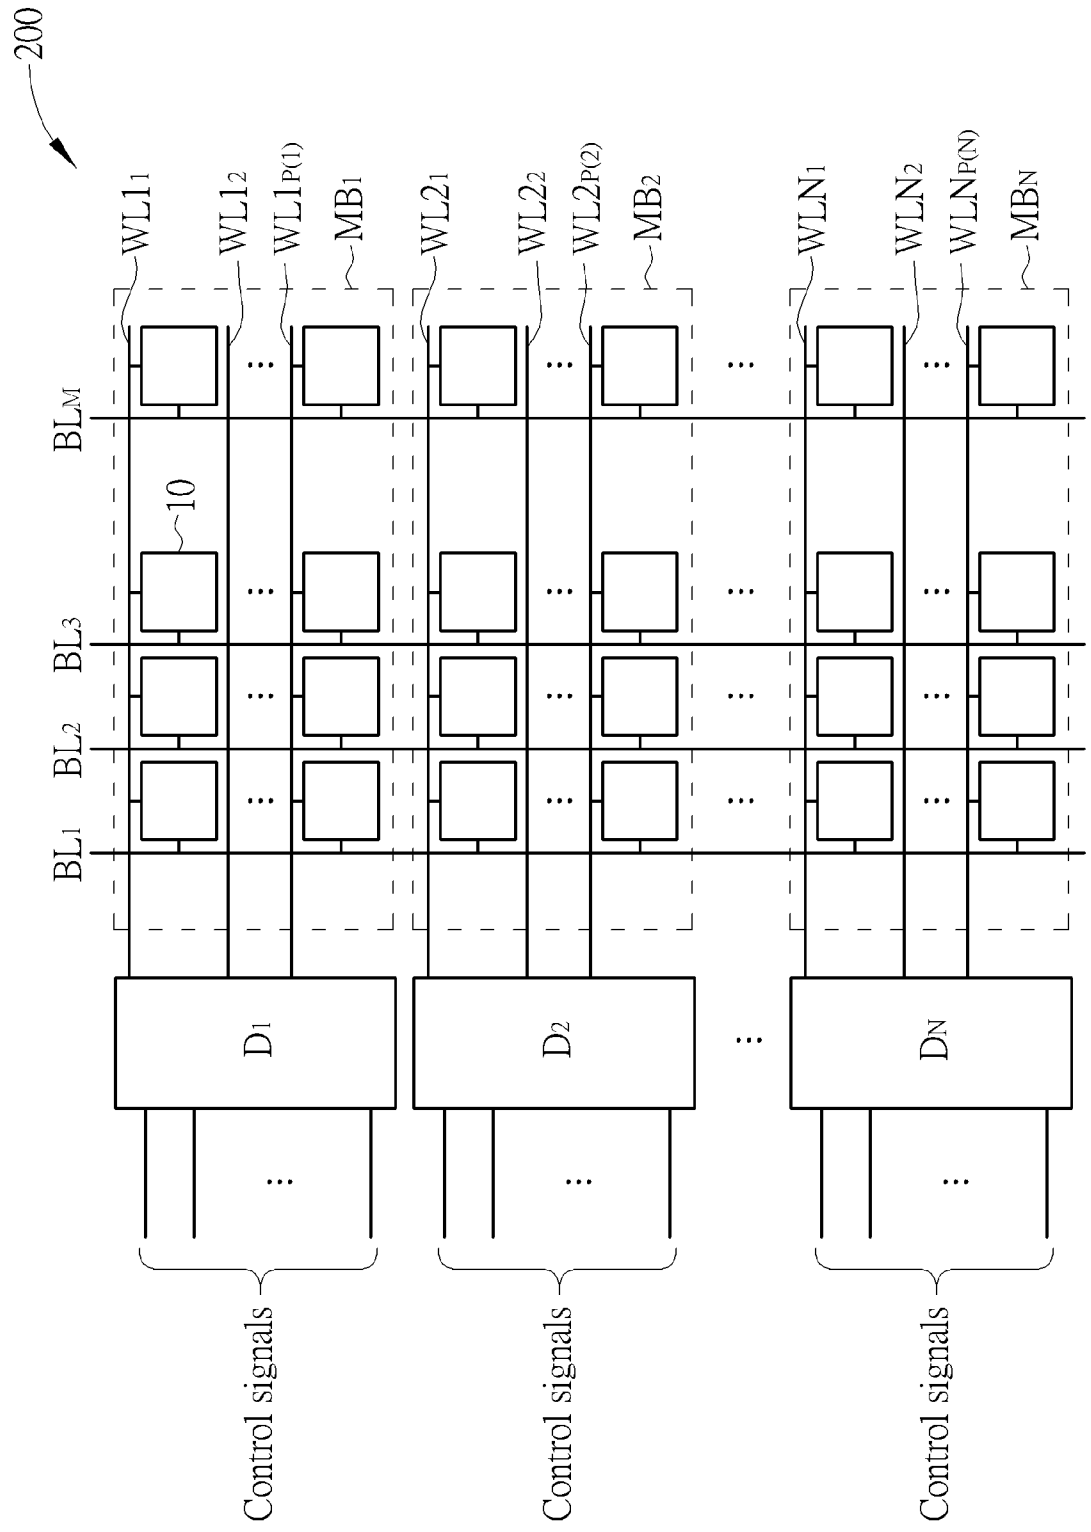 200
BL1
BL2
BL3
BLM
10
WL11
WL12
WL1P(1)
MB1
WL21
WL22
WL2P(2)
MB2
WLN1
WLN2
WLNP(N)
MBN
D1
D2
DN
...
Control signals
Control signals
Control signals